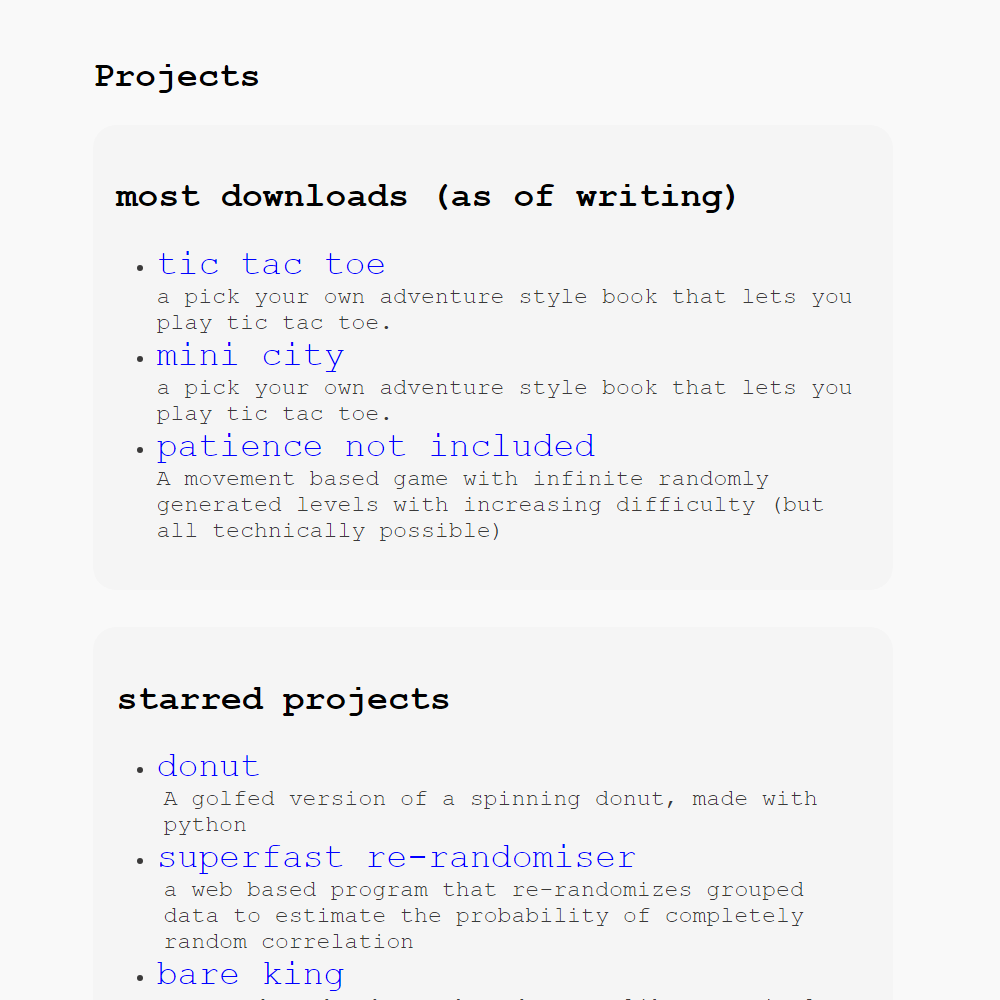 Projects
most downloads (as of writing)
tic tac toe
a pick your own adventure style book that lets you
play tic tac toe.
mini city
a pick your own adventure style book that lets you
play tic tac toe.
patience not included
A movement based game with infinite randomly
generated levels with increasing difficulty (but
all technically possible)
starred projects
donut
A golfed version of a spinning donut, made with
python
superfast re-randomiser
a web based program that re-randomizes grouped
data to estimate the probability of completely
random correlation
bare king